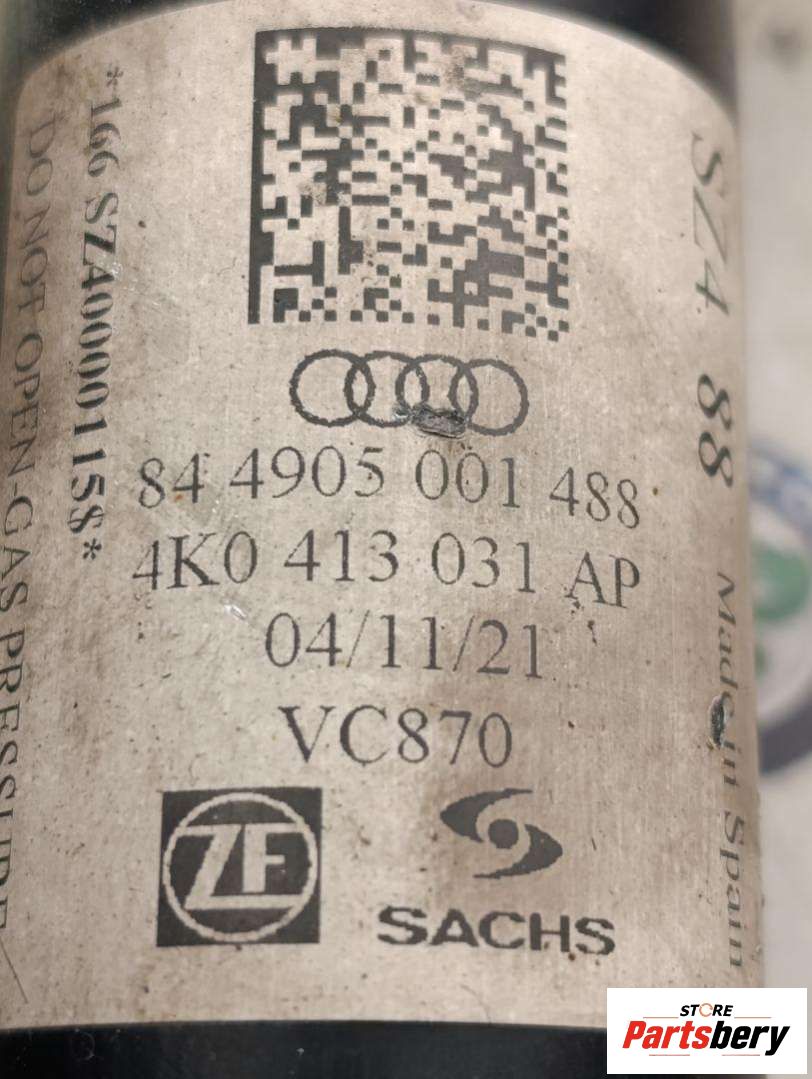 84 4905 001 488
4K0 413 031 AP
04/11/21
VC870
ZF
SACHS
*166 SZ400001158*
DO NOT OPEN-GAS PRESSURE/
SZ4 88 Made in Spain
STORE
Partsbery